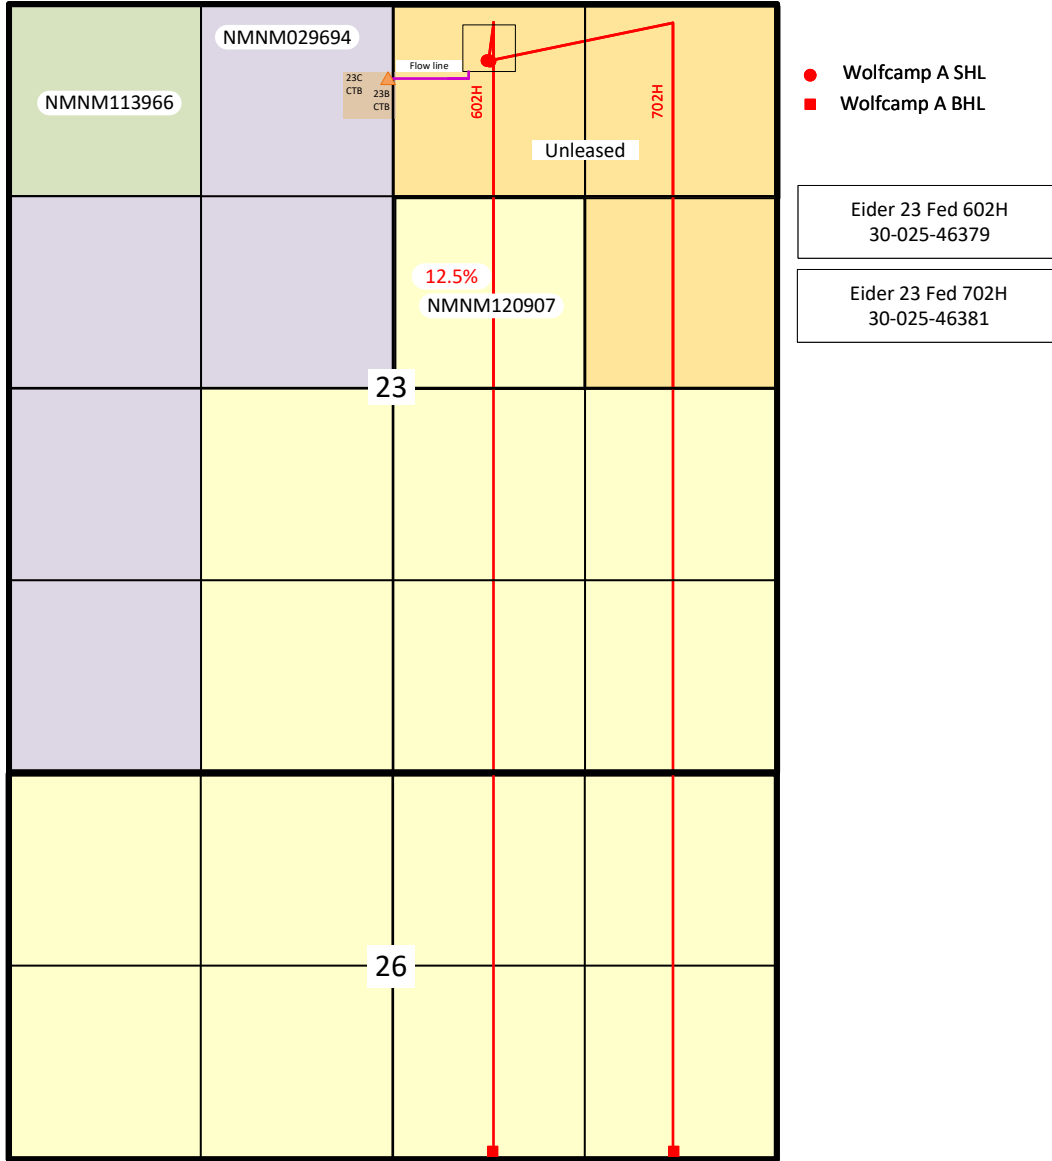 NMNM029694
NMNM113966
23C
CTB
23B
CTB
Flow line
602H
702H
Unleased
12.5%
NMNM120907
23
26
Wolfcamp A SHL
Wolfcamp A BHL
Eider 23 Fed 602H
30-025-46379
Eider 23 Fed 702H
30-025-46381